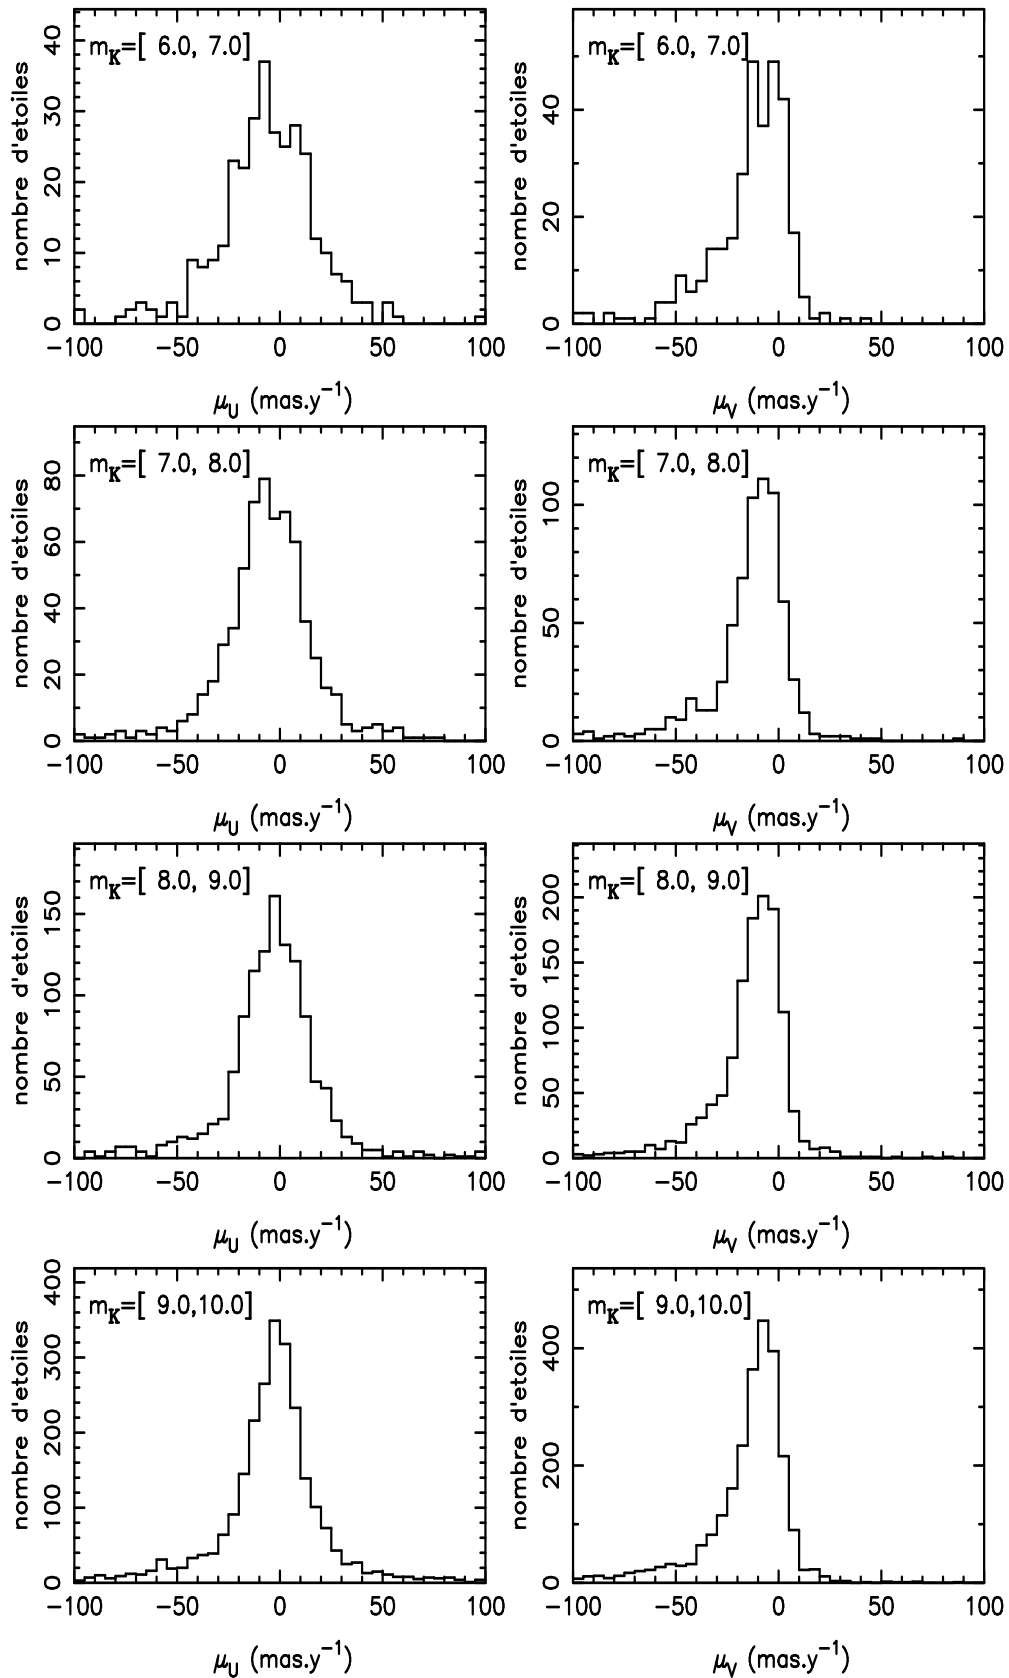 m_K=[ 6.0, 7.0]
nombre d'etoiles
0 10 20 30 40
−100 −50 0 50 100
μ_U (mas.y⁻¹)
m_K=[ 6.0, 7.0]
nombre d'etoiles
0 20 40
−100 −50 0 50 100
μ_V (mas.y⁻¹)
m_K=[ 7.0, 8.0]
nombre d'etoiles
0 20 40 60 80
−100 −50 0 50 100
μ_U (mas.y⁻¹)
m_K=[ 7.0, 8.0]
nombre d'etoiles
0 50 100
−100 −50 0 50 100
μ_V (mas.y⁻¹)
m_K=[ 8.0, 9.0]
nombre d'etoiles
0 50 100 150
−100 −50 0 50 100
μ_U (mas.y⁻¹)
m_K=[ 8.0, 9.0]
nombre d'etoiles
0 50 100 150 200
−100 −50 0 50 100
μ_V (mas.y⁻¹)
m_K=[ 9.0,10.0]
nombre d'etoiles
0 100 200 300 400
−100 −50 0 50 100
μ_U (mas.y⁻¹)
m_K=[ 9.0,10.0]
nombre d'etoiles
0 200 400
−100 −50 0 50 100
μ_V (mas.y⁻¹)